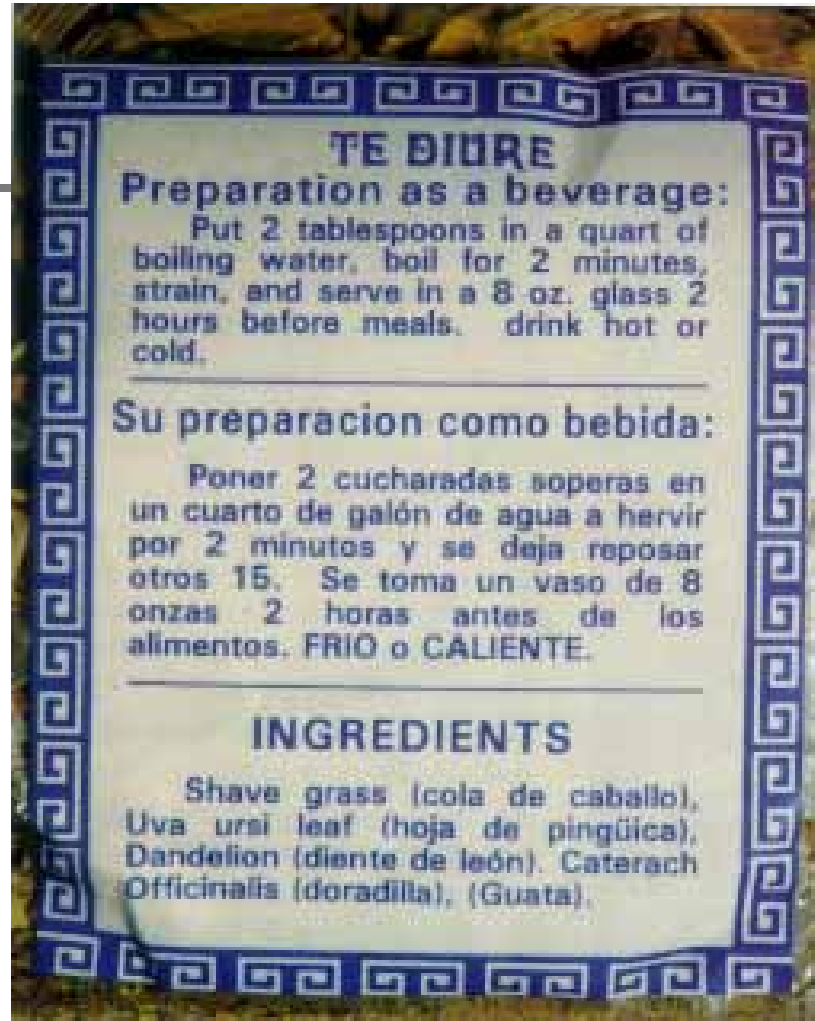 TE DIURE
Preparation as a beverage:
Put 2 tablespoons in a quart of
boiling water, boil for 2 minutes,
strain, and serve in a 8 oz. glass 2
hours before meals. drink hot or
cold.
Su preparacion como bebida:
Poner 2 cucharadas soperas en
un cuarto de galón de agua a hervir
por 2 minutos y se deja reposar
otros 15. Se toma un vaso de 8
onzas 2 horas antes de los
alimentos. FRIO o CALIENTE.
INGREDIENTS
Shave grass (cola de caballo),
Uva ursi leaf (hoja de pingüica),
Dandelion (diente de león). Caterach
Officinalis (doradilla), (Guata).